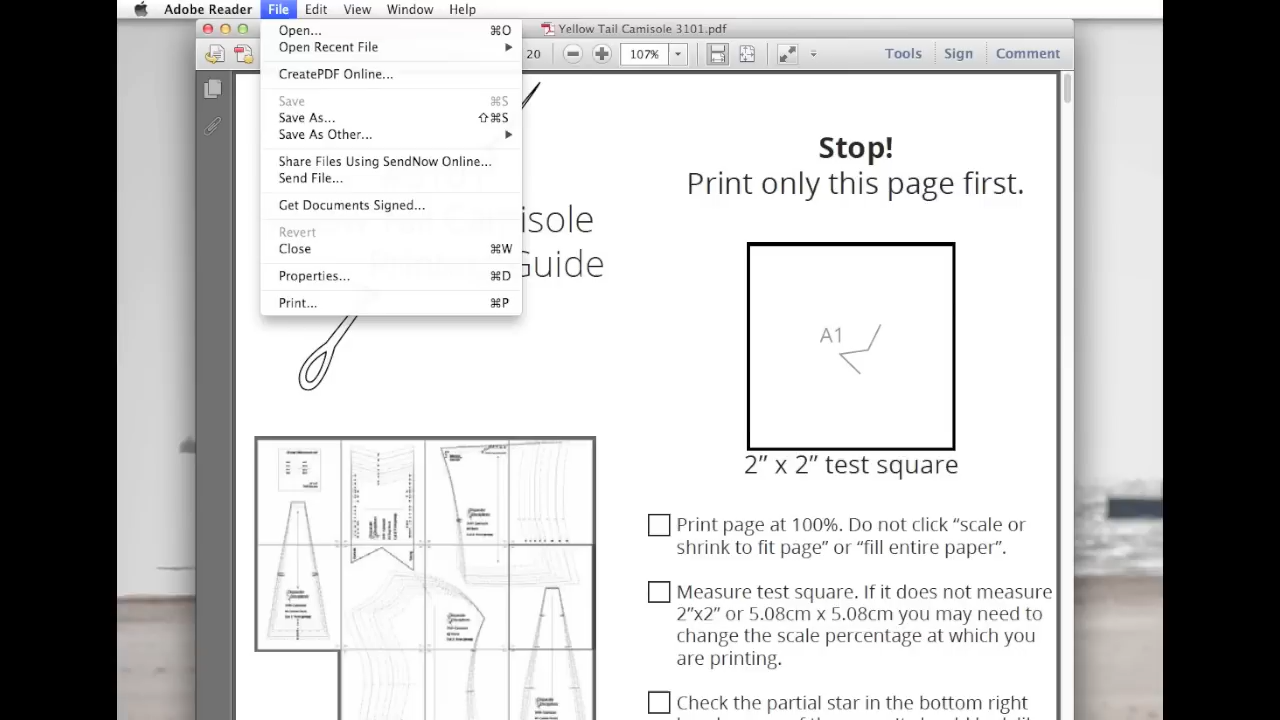 Adobe Reader File Edit View Window Help
Yellow Tail Camisole 3101.pdf
20 107% Tools Sign Comment
Open... ⌘O
Open Recent File
CreatePDF Online...
Save ⌘S
Save As... ⇧⌘S
Save As Other...
Share Files Using SendNow Online...
Send File...
Get Documents Signed...
Revert
Close ⌘W
Properties... ⌘D
Print... ⌘P
isole
Guide
Stop!
Print only this page first.
A1
2” x 2” test square
Print page at 100%. Do not click “scale or
shrink to fit page” or “fill entire paper”.
Measure test square. If it does not measure
2”x2” or 5.08cm x 5.08cm you may need to
change the scale percentage at which you
are printing.
Check the partial star in the bottom right